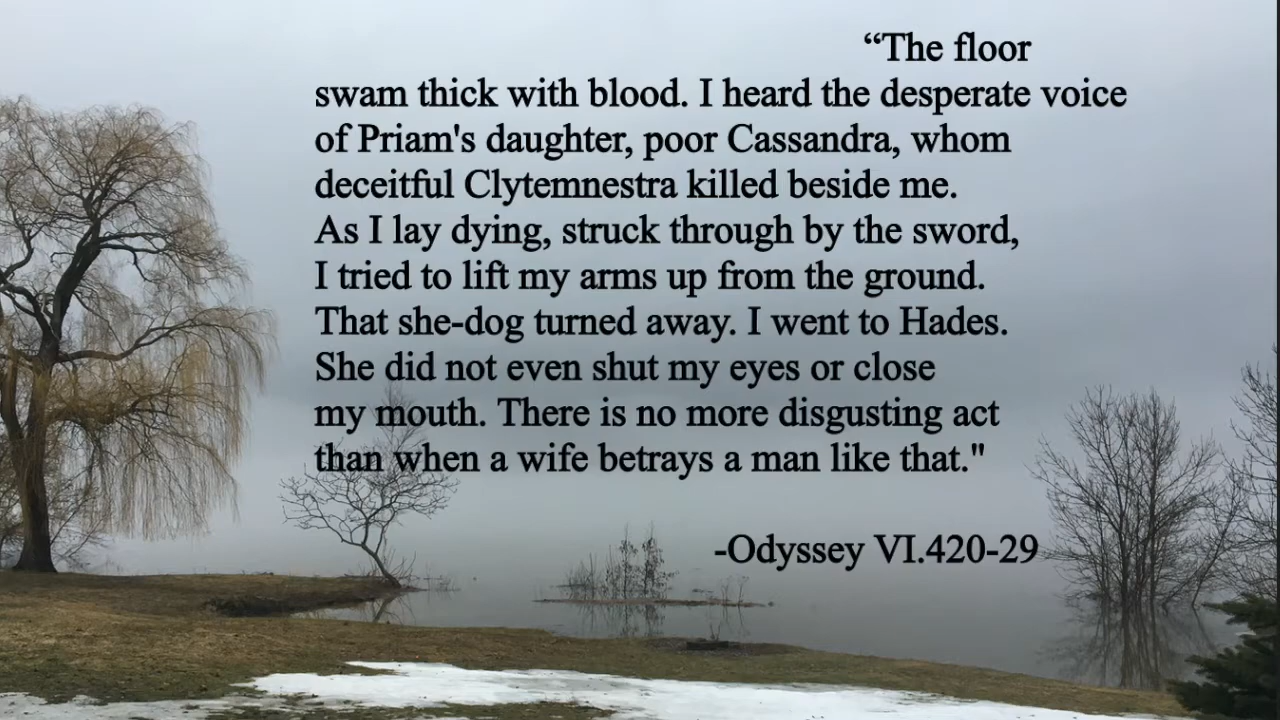 “The floor
swam thick with blood. I heard the desperate voice
of Priam's daughter, poor Cassandra, whom
deceitful Clytemnestra killed beside me.
As I lay dying, struck through by the sword,
I tried to lift my arms up from the ground.
That she-dog turned away. I went to Hades.
She did not even shut my eyes or close
my mouth. There is no more disgusting act
than when a wife betrays a man like that."
-Odyssey VI.420-29